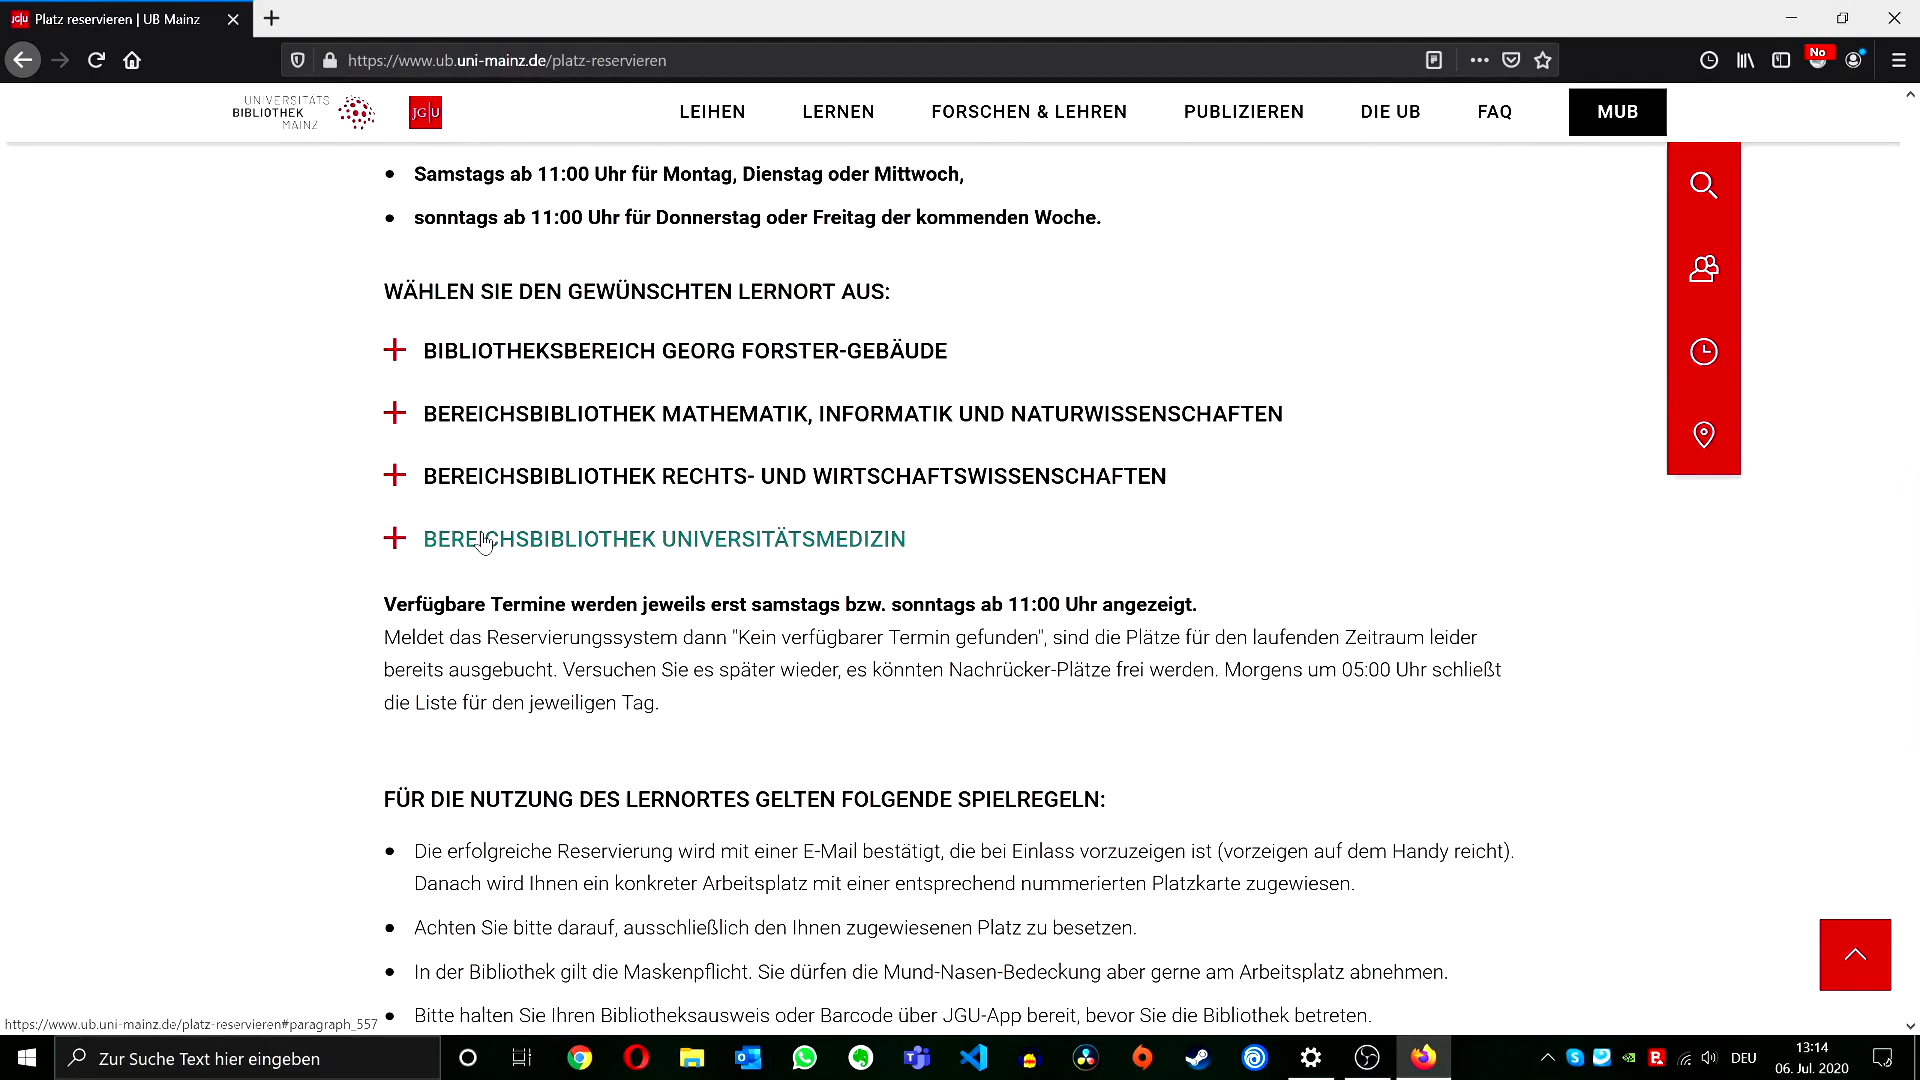 Platz reservieren | UB Mainz
No
https://www.ub.uni-mainz.de/platz-reservieren
UNIVERSITÄTS
BIBLIOTHEK
MAINZ
JG|U
LEIHEN
LERNEN
FORSCHEN & LEHREN
PUBLIZIEREN
DIE UB
FAQ
MUB
• Samstags ab 11:00 Uhr für Montag, Dienstag oder Mittwoch,
• sonntags ab 11:00 Uhr für Donnerstag oder Freitag der kommenden Woche.
WÄHLEN SIE DEN GEWÜNSCHTEN LERNORT AUS:
BIBLIOTHEKSBEREICH GEORG FORSTER-GEBÄUDE
BEREICHSBIBLIOTHEK MATHEMATIK, INFORMATIK UND NATURWISSENSCHAFTEN
BEREICHSBIBLIOTHEK RECHTS- UND WIRTSCHAFTSWISSENSCHAFTEN
BEREICHSBIBLIOTHEK UNIVERSITÄTSMEDIZIN
Verfügbare Termine werden jeweils erst samstags bzw. sonntags ab 11:00 Uhr angezeigt.
Meldet das Reservierungssystem dann "Kein verfügbarer Termin gefunden", sind die Plätze für den laufenden Zeitraum leider
bereits ausgebucht. Versuchen Sie es später wieder, es könnten Nachrücker-Plätze frei werden. Morgens um 05:00 Uhr schließt
die Liste für den jeweiligen Tag.
FÜR DIE NUTZUNG DES LERNORTES GELTEN FOLGENDE SPIELREGELN:
• Die erfolgreiche Reservierung wird mit einer E-Mail bestätigt, die bei Einlass vorzuzeigen ist (vorzeigen auf dem Handy reicht).
Danach wird Ihnen ein konkreter Arbeitsplatz mit einer entsprechend nummerierten Platzkarte zugewiesen.
• Achten Sie bitte darauf, ausschließlich den Ihnen zugewiesenen Platz zu besetzen.
• In der Bibliothek gilt die Maskenpflicht. Sie dürfen die Mund-Nasen-Bedeckung aber gerne am Arbeitsplatz abnehmen.
• Bitte halten Sie Ihren Bibliotheksausweis oder Barcode über JGU-App bereit, bevor Sie die Bibliothek betreten.
https://www.ub.uni-mainz.de/platz-reservieren#paragraph_557
Zur Suche Text hier eingeben
DEU
13:14
06. Jul. 2020